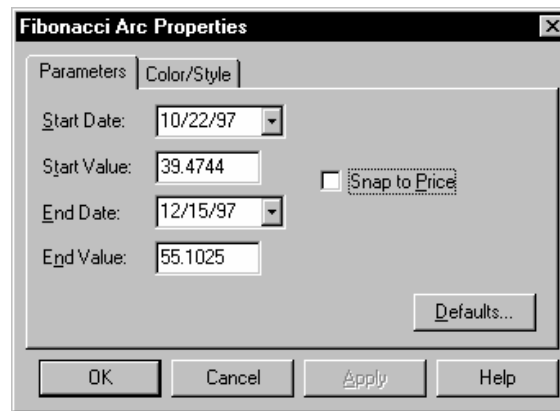 Fibonacci Arc Properties
Parameters Color/Style
Start Date: 10/22/97
Start Value: 39.4744
Snap to Price
End Date: 12/15/97
End Value: 55.1025
Defaults...
OK Cancel Apply Help